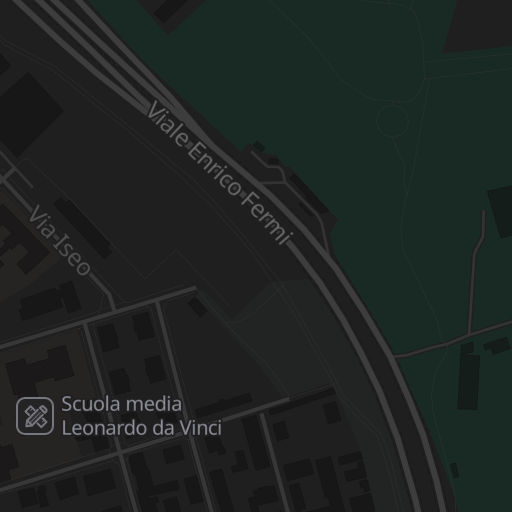 Viale Enrico Fermi
Via Iseo
Scuola media
Leonardo da Vinci